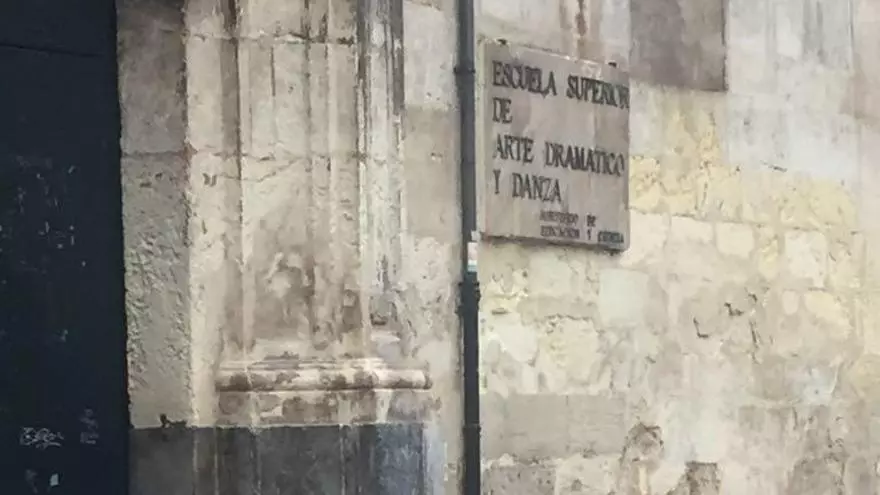 ESCUELA SUPERIOR
DE
ARTE DRAMATICO
Y DANZA
MINISTERIO DE
EDUCACION Y CIENCIA